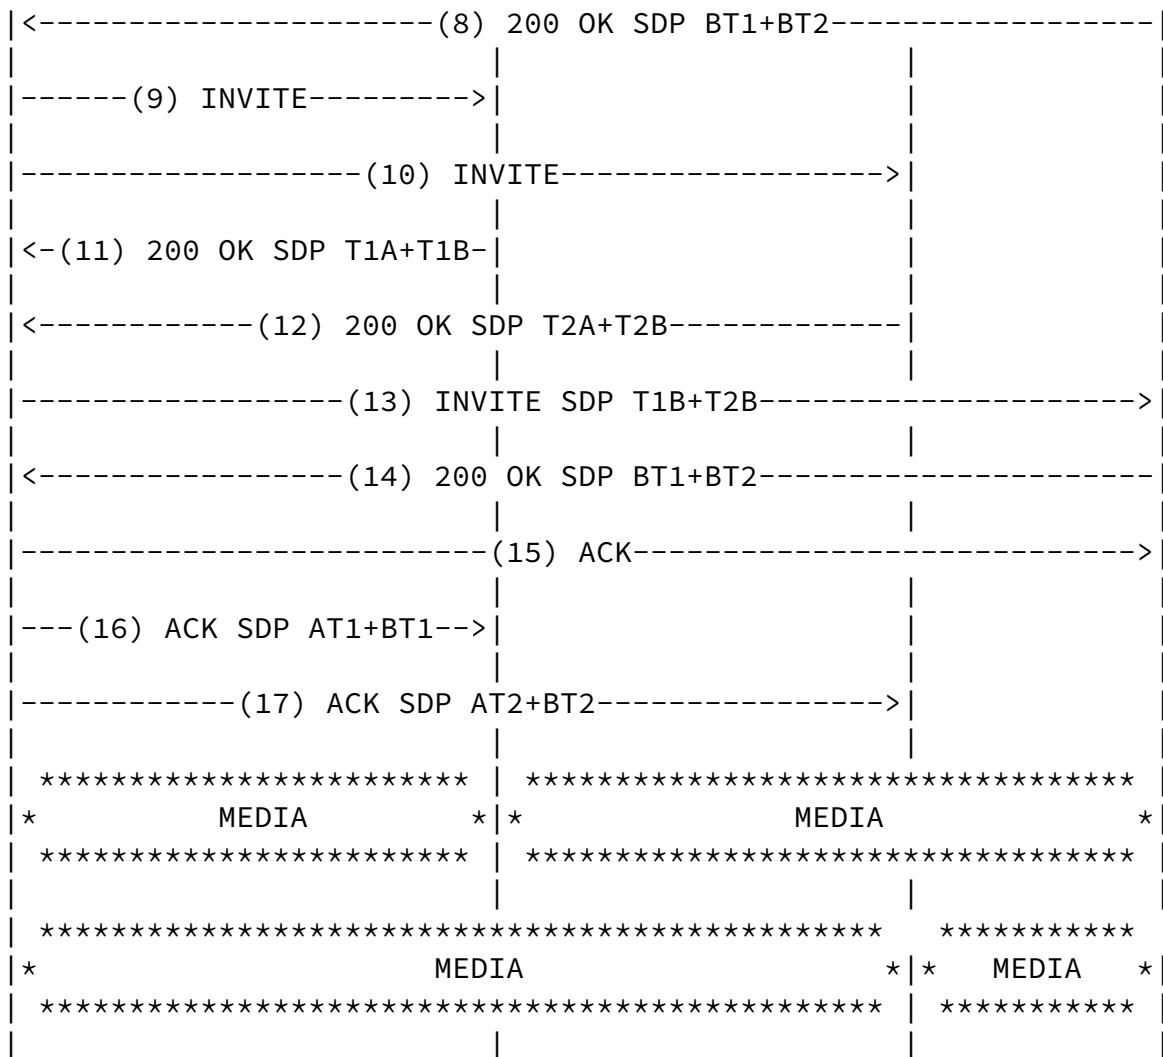 |<----------------------(8) 200 OK SDP BT1+BT2------------------|
|                          |                      |             |
|------(9) INVITE--------->|                      |             |
|                          |                      |             |
|-------------------(10) INVITE------------------>|             |
|                          |                      |             |
|<-(11) 200 OK SDP T1A+T1B-|                      |             |
|                          |                      |             |
|<------------(12) 200 OK SDP T2A+T2B-------------|             |
|                          |                      |             |
|------------------(13) INVITE SDP T1B+T2B--------------------->|
|                          |                      |             |
|<-----------------(14) 200 OK SDP BT1+BT2----------------------|
|                          |                      |             |
|--------------------------(15) ACK---------------------------->|
|                          |                      |             |
|---(16) ACK SDP AT1+BT1-->|                      |             |
|                          |                      |             |
|------------(17) ACK SDP AT2+BT2---------------->|             |
|                          |                      |             |
| ************************ | ********************************** |
|*          MEDIA         *|*               MEDIA              *|
| ************************ | ********************************** |
|                          |                      |             |
| ***********************************************   *********** |
|*                      MEDIA                    *|*   MEDIA   *|
| *********************************************** | *********** |
|                          |                      |             |